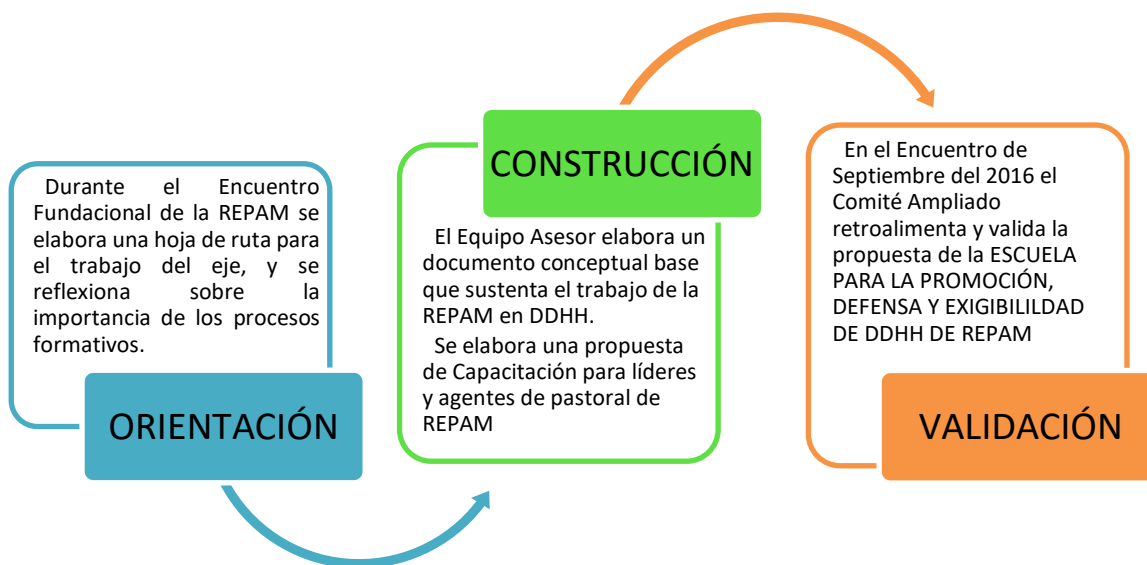 Durante el Encuentro
Fundacional de la REPAM se
elabora una hoja de ruta para
el trabajo del eje, y se
reflexiona sobre la
importancia de los procesos
formativos.
ORIENTACIÓN
CONSTRUCCIÓN
El Equipo Asesor elabora un
documento conceptual base
que sustenta el trabajo de la
REPAM en DDHH.
Se elabora una propuesta
de Capacitación para líderes
y agentes de pastoral de
REPAM
En el Encuentro de
Septiembre del 2016 el
Comité Ampliado
retroalimenta y valida la
propuesta de la ESCUELA
PARA LA PROMOCIÓN,
DEFENSA Y EXIGIBILILDAD
DE DDHH DE REPAM
VALIDACIÓN